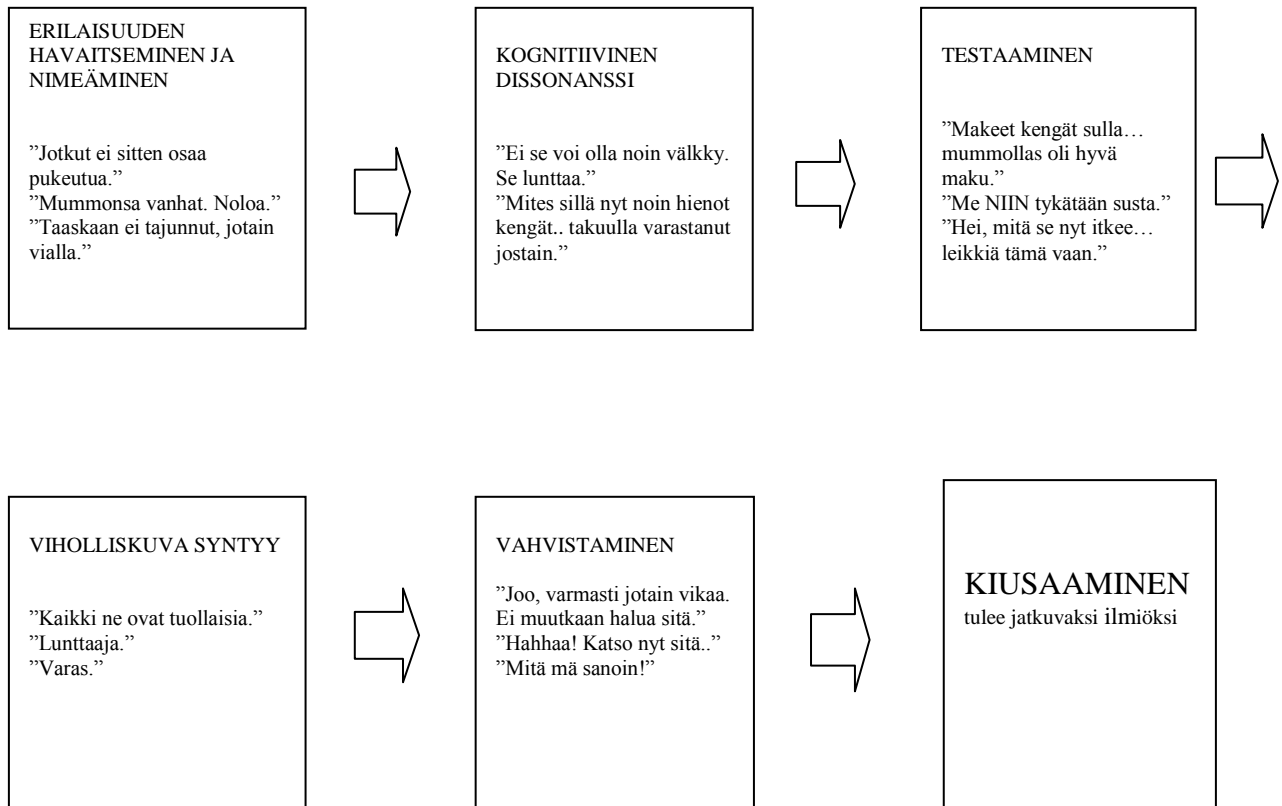 ERILAISUUDEN
HAVAITSEMINEN JA
NIMEÄMINEN
”Jotkut ei sitten osaa
pukeutua.”
”Mummonsa vanhat. Noloa.”
”Taaskaan ei tajunnut, jotain
vialla.”
KOGNITIIVINEN
DISSONANSSI
”Ei se voi olla noin välkky.
Se lunttaa.”
”Mites sillä nyt noin hienot
kengät.. takuulla varastanut
jostain.”
TESTAAMINEN
”Makeet kengät sulla…
mummollas oli hyvä
maku.”
”Me NIIN tykätään susta.”
”Hei, mitä se nyt itkee…
leikkiä tämä vaan.”
VIHOLLISKUVA SYNTYY
”Kaikki ne ovat tuollaisia.”
”Lunttaaja.”
”Varas.”
VAHVISTAMINEN
”Joo, varmasti jotain vikaa.
Ei muutkaan halua sitä.”
”Hahhaa! Katso nyt sitä..”
”Mitä mä sanoin!”
KIUSAAMINEN
tulee jatkuvaksi ilmiöksi